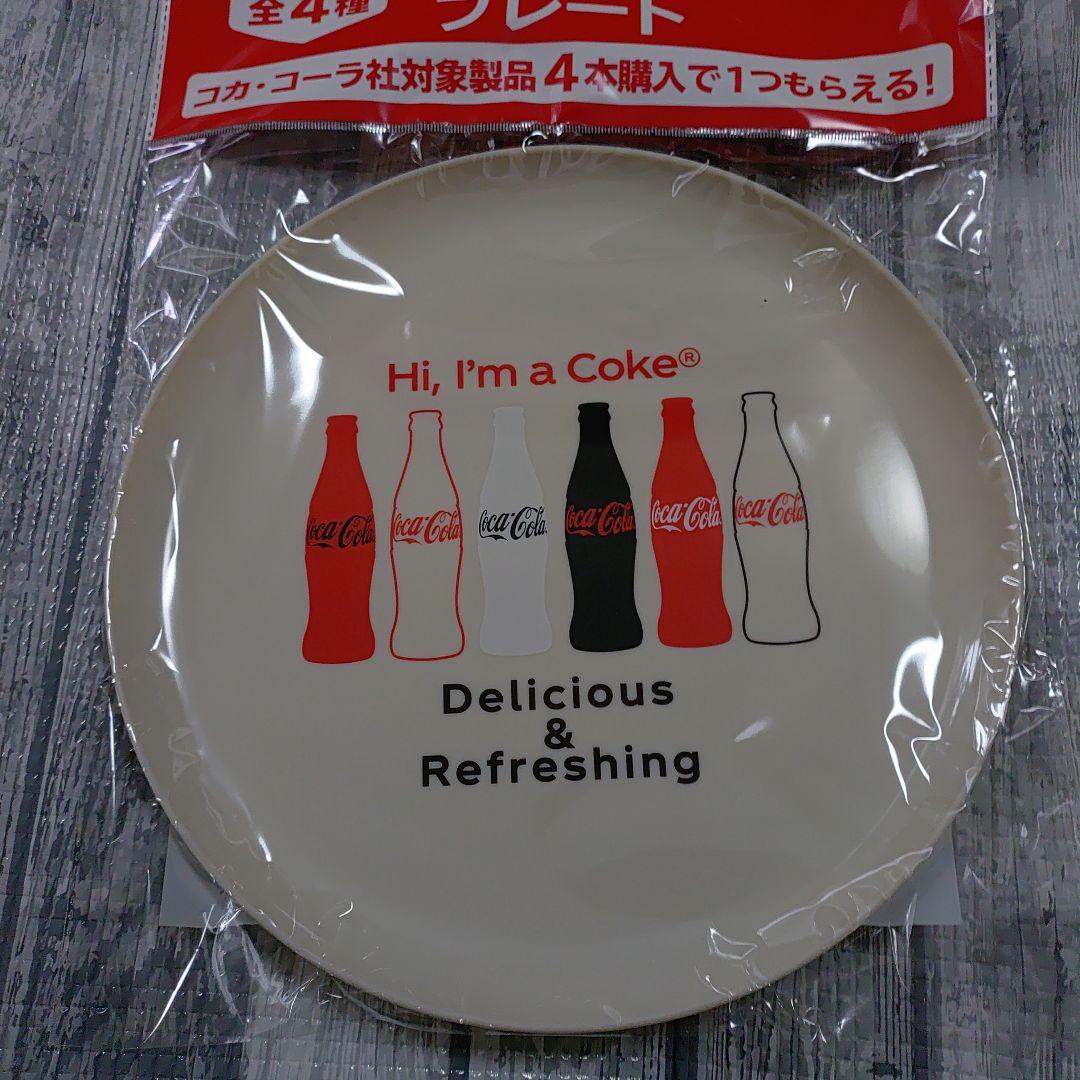 全4種
プレート
コカ・コーラ社対象製品4本購入で1つもらえる!
Hi, I'm a Coke®
Coca-Cola Coca-Cola Coca-Cola Coca-Cola Coca-Cola Coca-Cola
Delicious
&
Refreshing